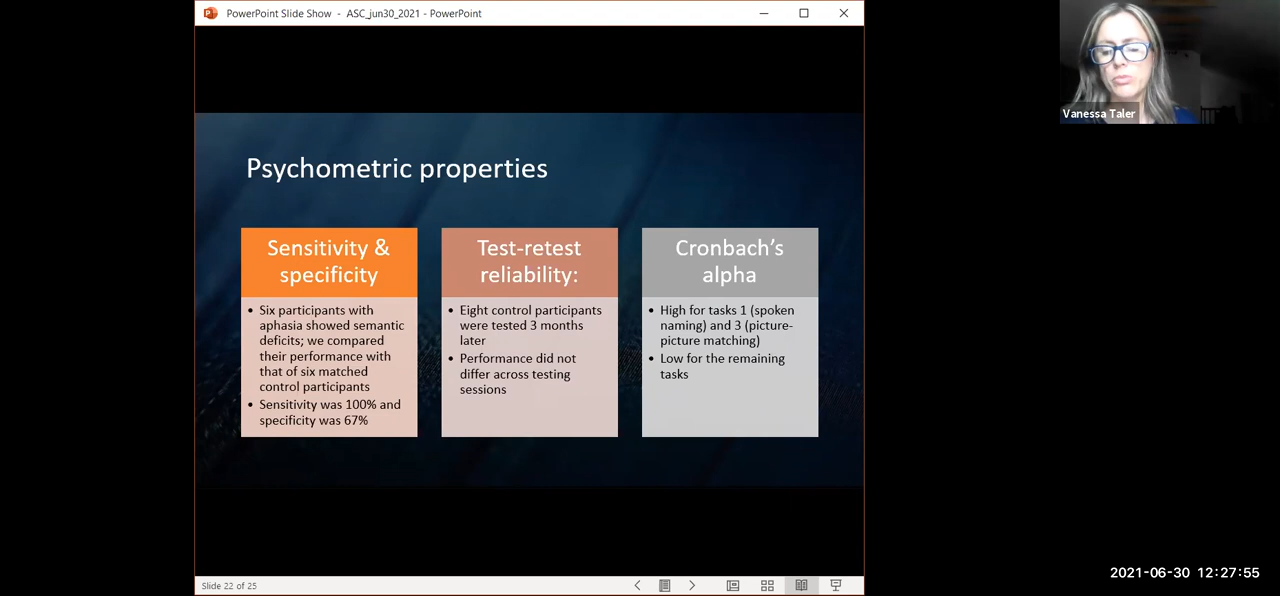 PowerPoint Slide Show - ASC_jun30_2021 - PowerPoint
Vanessa Taler
Psychometric properties
Sensitivity &
specificity
• Six participants with
aphasia showed semantic
deficits; we compared
their performance with
that of six matched
control participants
• Sensitivity was 100% and
specificity was 67%
Test-retest
reliability:
• Eight control participants
were tested 3 months
later
• Performance did not
differ across testing
sessions
Cronbach's
alpha
• High for tasks 1 (spoken
naming) and 3 (picture-
picture matching)
• Low for the remaining
tasks
2021-06-30 12:27:55
Slide 22 of 25